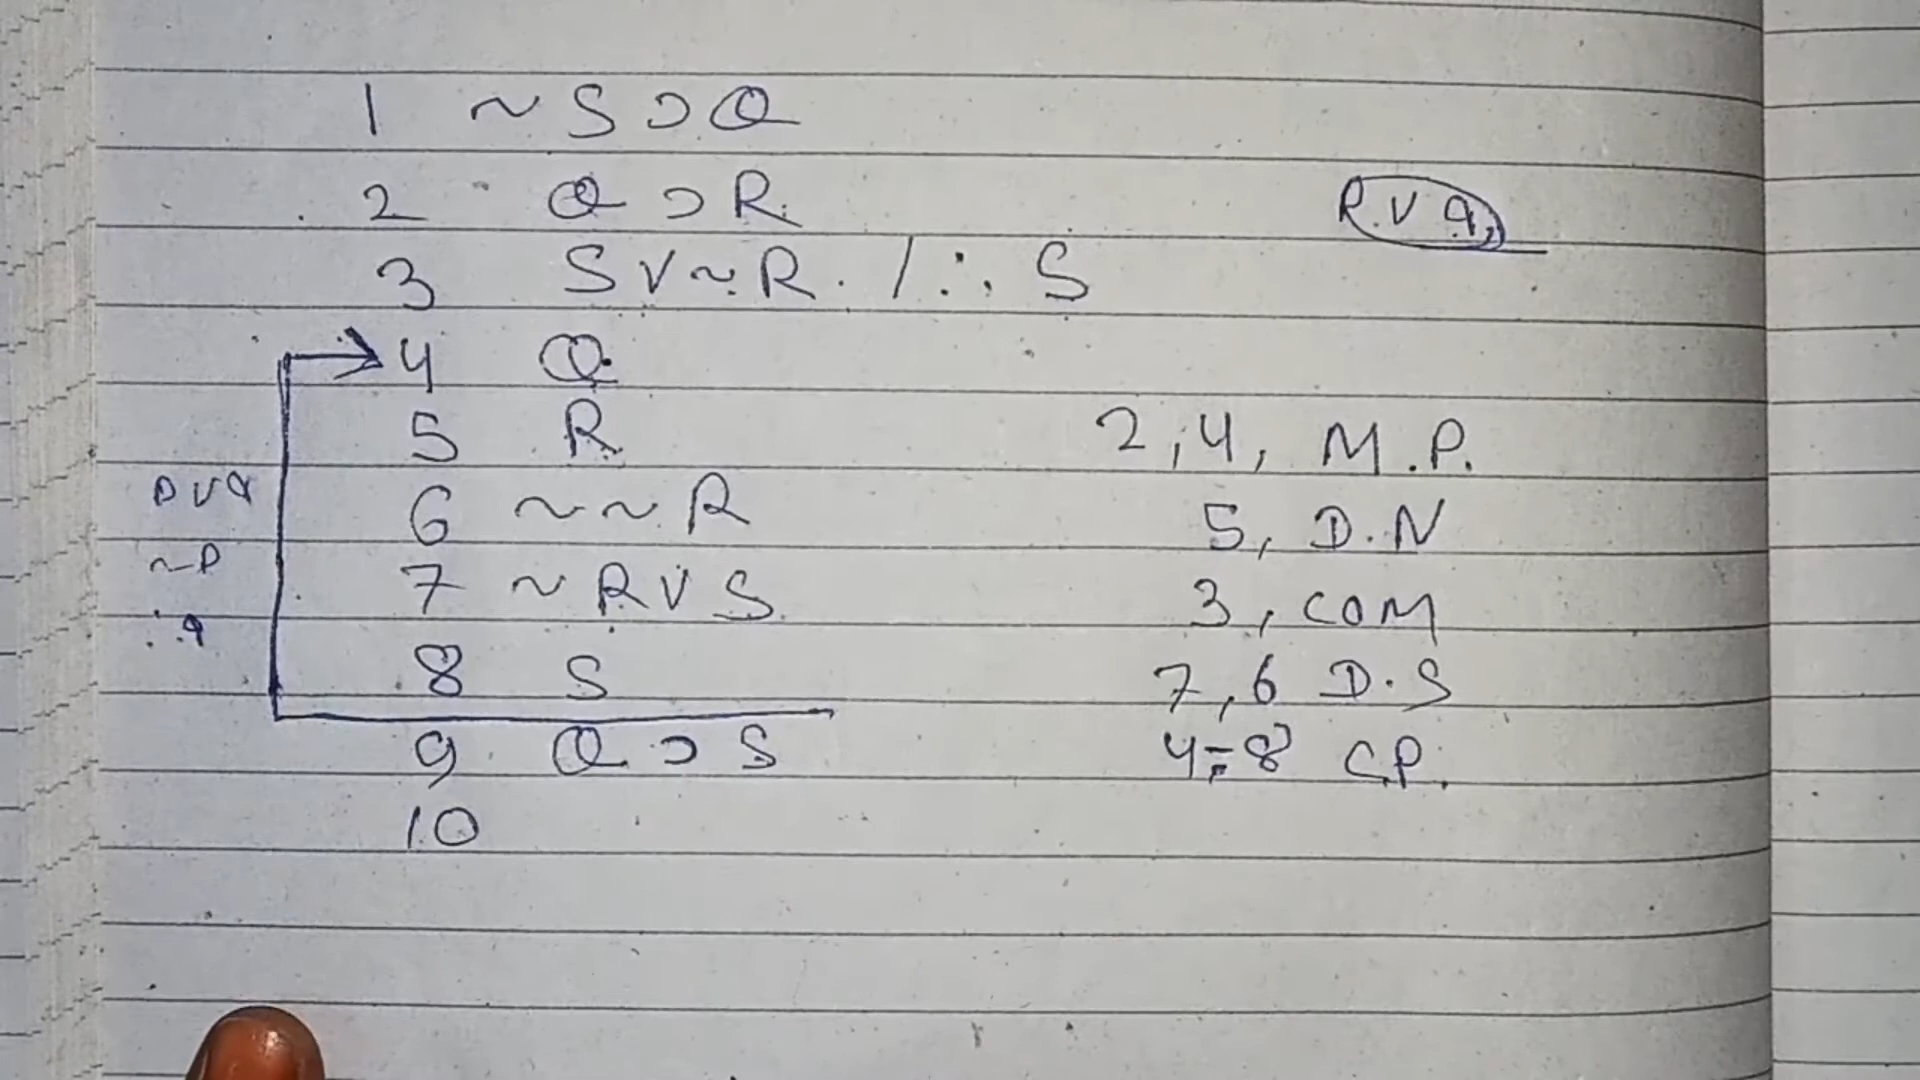 1 ~S⊃Q
2 Q⊃R
R V q
3 S V ~R. / ∴ S
4 Q
5 R 2, 4, M.P.
6 ~~R 5, D.N
7 ~R V S 3, COM
8 S 7, 6 D.S
9 Q⊃S 4-8 C.P.
10
P V q
~P
∴ q